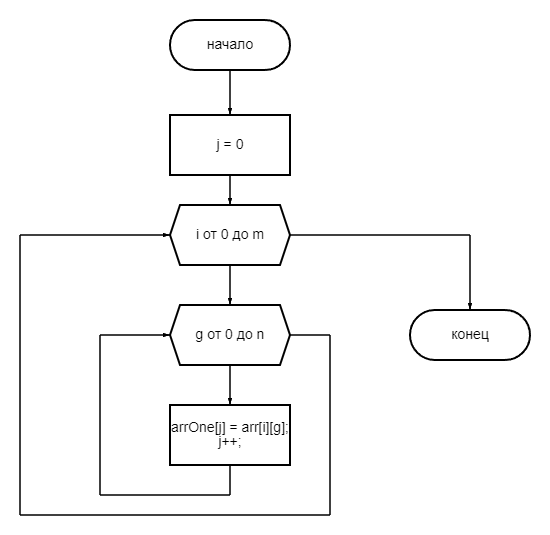 начало
j = 0
i от 0 до m
g от 0 до n
конец
arrOne[j] = arr[i][g];
j++;